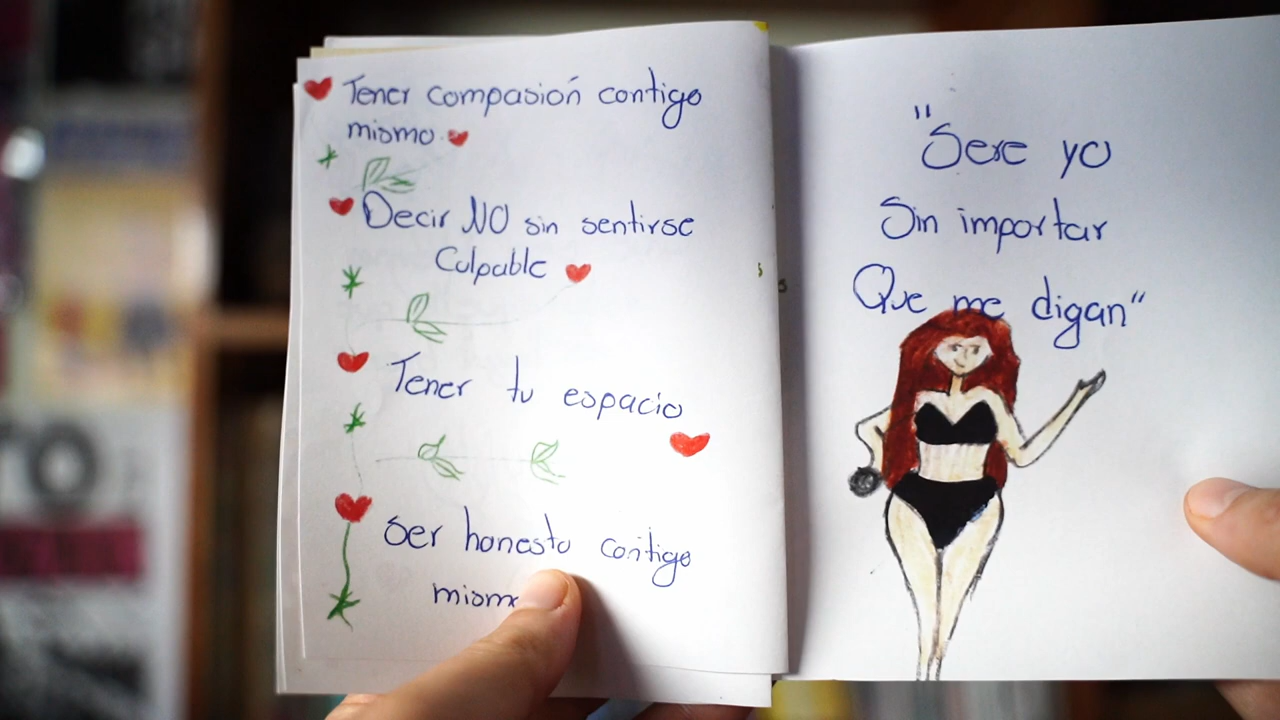 Tener compasión contigo
mismo
Decir NO sin sentirse
Culpable
Tener tu espacio
Ser honesto contigo
"Sere yo
Sin importar
Que me digan"